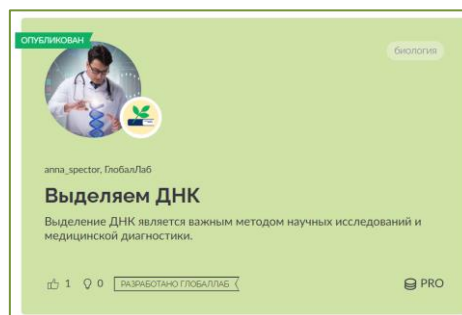 ОПУБЛИКОВАН
биология
anna_spector, ГлобалЛаб
Выделяем ДНК
Выделение ДНК является важным методом научных исследований и
медицинской диагностики.
1 0 РАЗРАБОТАНО ГЛОБАЛЛАБ PRO